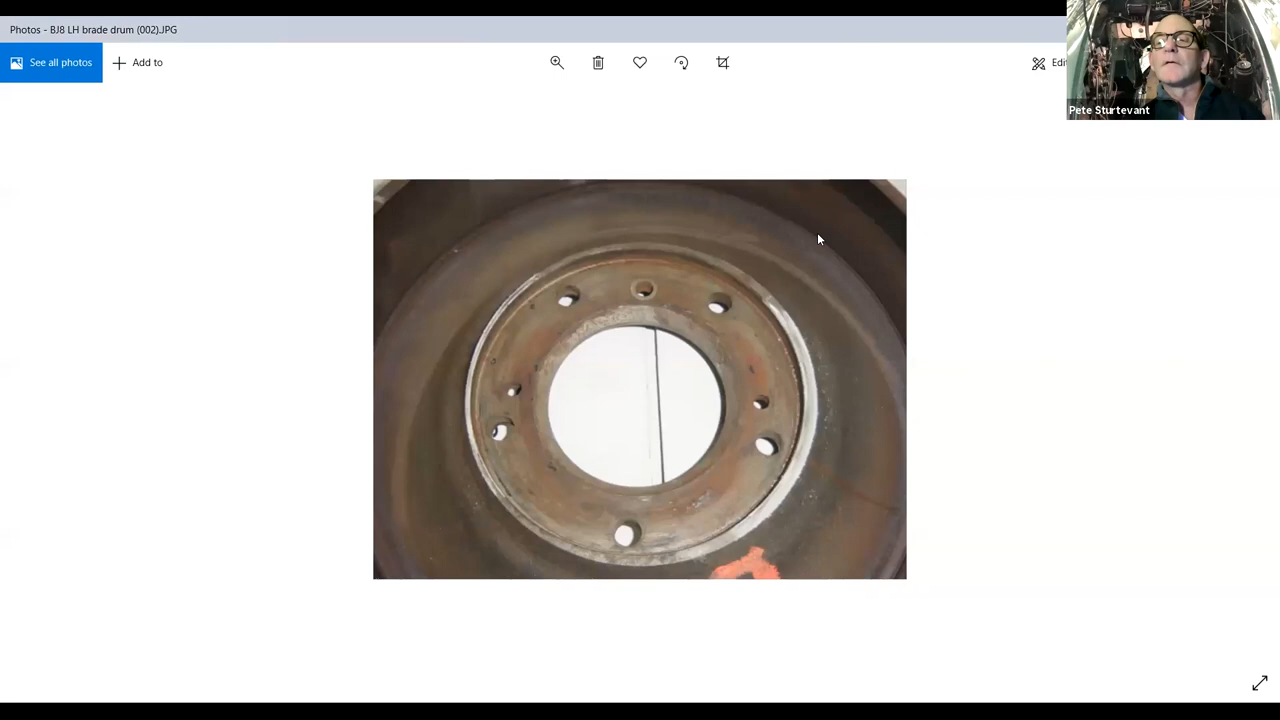 Photos - BJ8 LH brade drum (002).JPG
See all photos
Add to
Edi
Pete Sturtevant